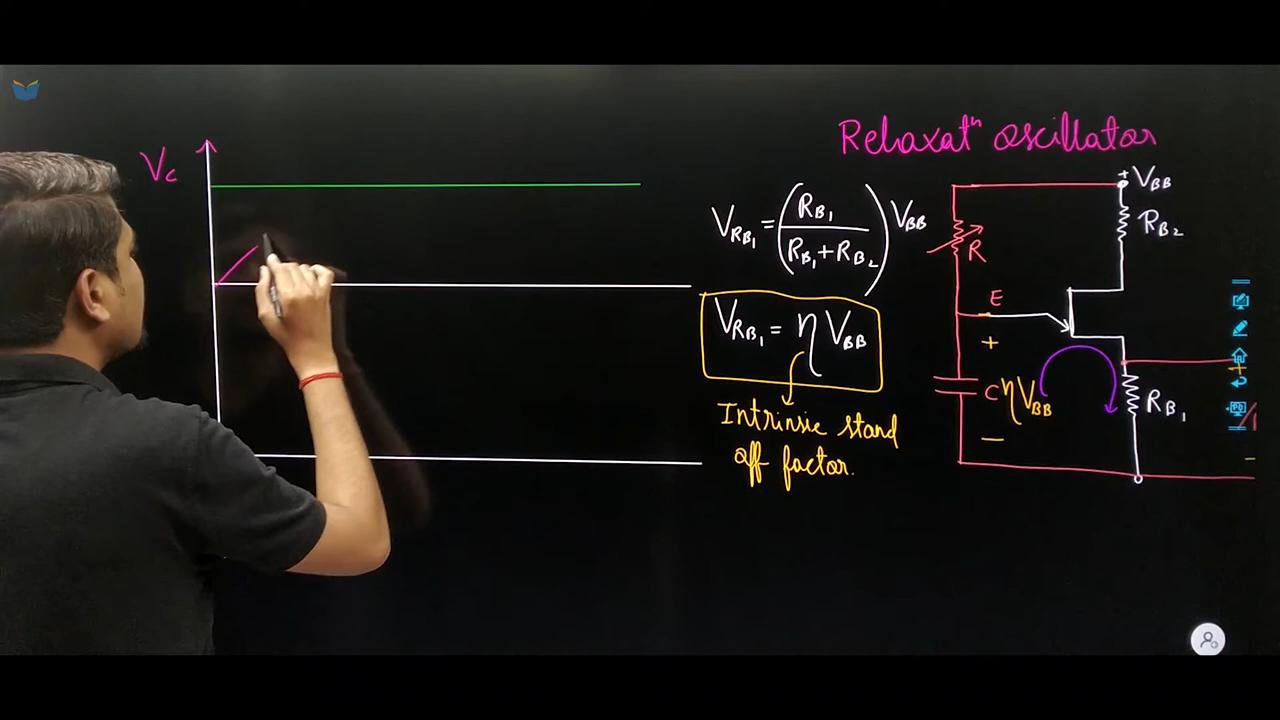 Relaxatⁿ oscillator
Vc
+ VBB
VRB₁ = (RB₁ / (RB₁ + RB₂)) VBB
RB₂
R
E
VRB₁ = η VBB
+
C ηVBB
RB₁
Intrinsic stand
off factor.
−